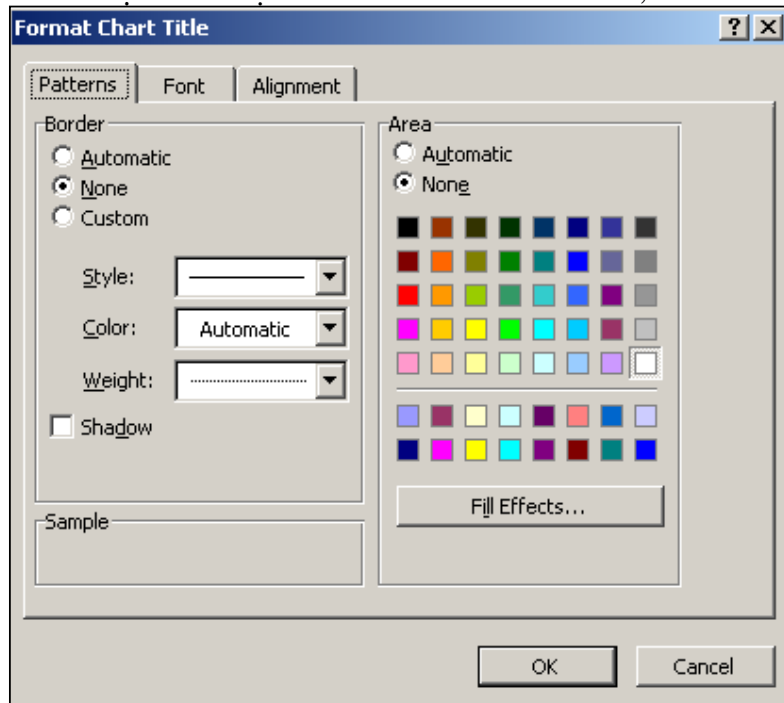 Format Chart Title
Patterns
Font
Alignment
Border
Automatic
None
Custom
Style:
Color:
Automatic
Weight:
Shadow
Sample
Area
Automatic
None
Fill Effects...
OK
Cancel